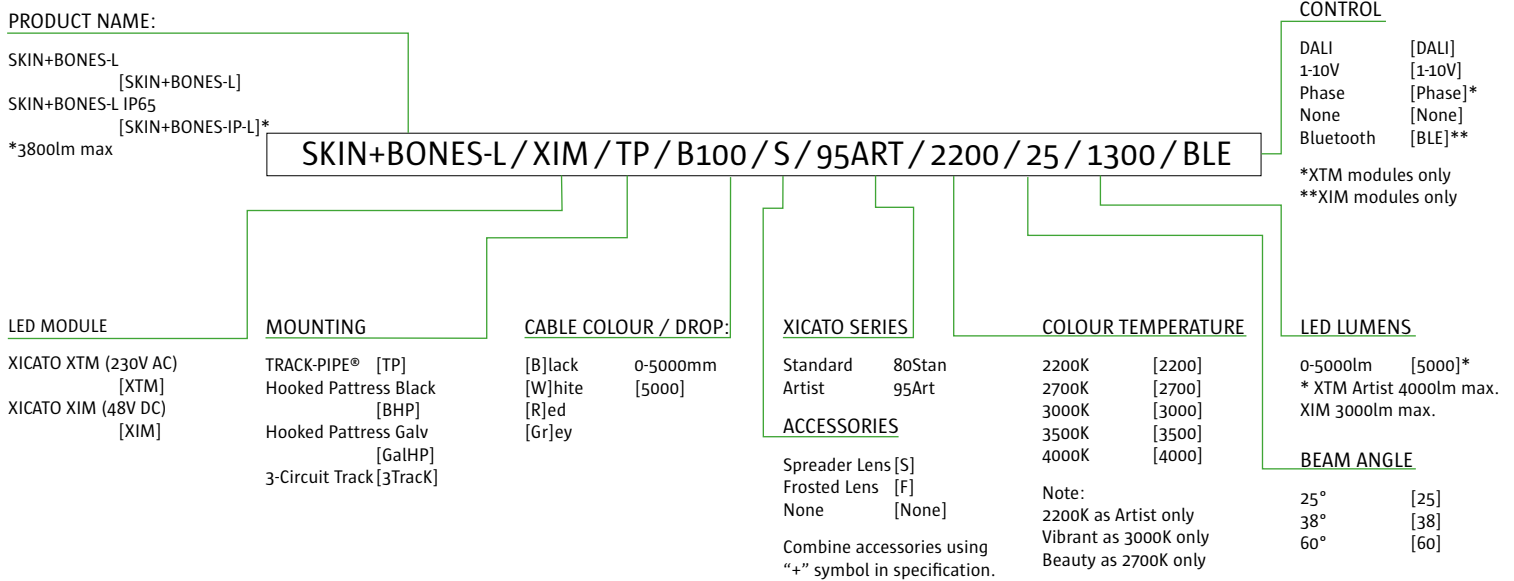 PRODUCT NAME:
SKIN+BONES-L
[SKIN+BONES-L]
SKIN+BONES-L IP65
[SKIN+BONES-IP-L]*
*3800lm max
SKIN+BONES-L / XIM / TP / B100 / S / 95ART / 2200 / 25 / 1300 / BLE
CONTROL
DALI [DALI]
1-10V [1-10V]
Phase [Phase]*
None [None]
Bluetooth [BLE]**
*XTM modules only
**XIM modules only
LED MODULE
XICATO XTM (230V AC)
[XTM]
XICATO XIM (48V DC)
[XIM]
MOUNTING
TRACK-PIPE® [TP]
Hooked Pattress Black
[BHP]
Hooked Pattress Galv
[GalHP]
3-Circuit Track [3TracK]
CABLE COLOUR / DROP:
[B]lack 0-5000mm
[W]hite [5000]
[R]ed
[Gr]ey
XICATO SERIES
Standard 80Stan
Artist 95Art
ACCESSORIES
Spreader Lens [S]
Frosted Lens [F]
None [None]
Combine accessories using
"+" symbol in specification.
COLOUR TEMPERATURE
2200K [2200]
2700K [2700]
3000K [3000]
3500K [3500]
4000K [4000]
Note:
2200K as Artist only
Vibrant as 3000K only
Beauty as 2700K only
LED LUMENS
0-5000lm [5000]*
* XTM Artist 4000lm max.
XIM 3000lm max.
BEAM ANGLE
25° [25]
38° [38]
60° [60]